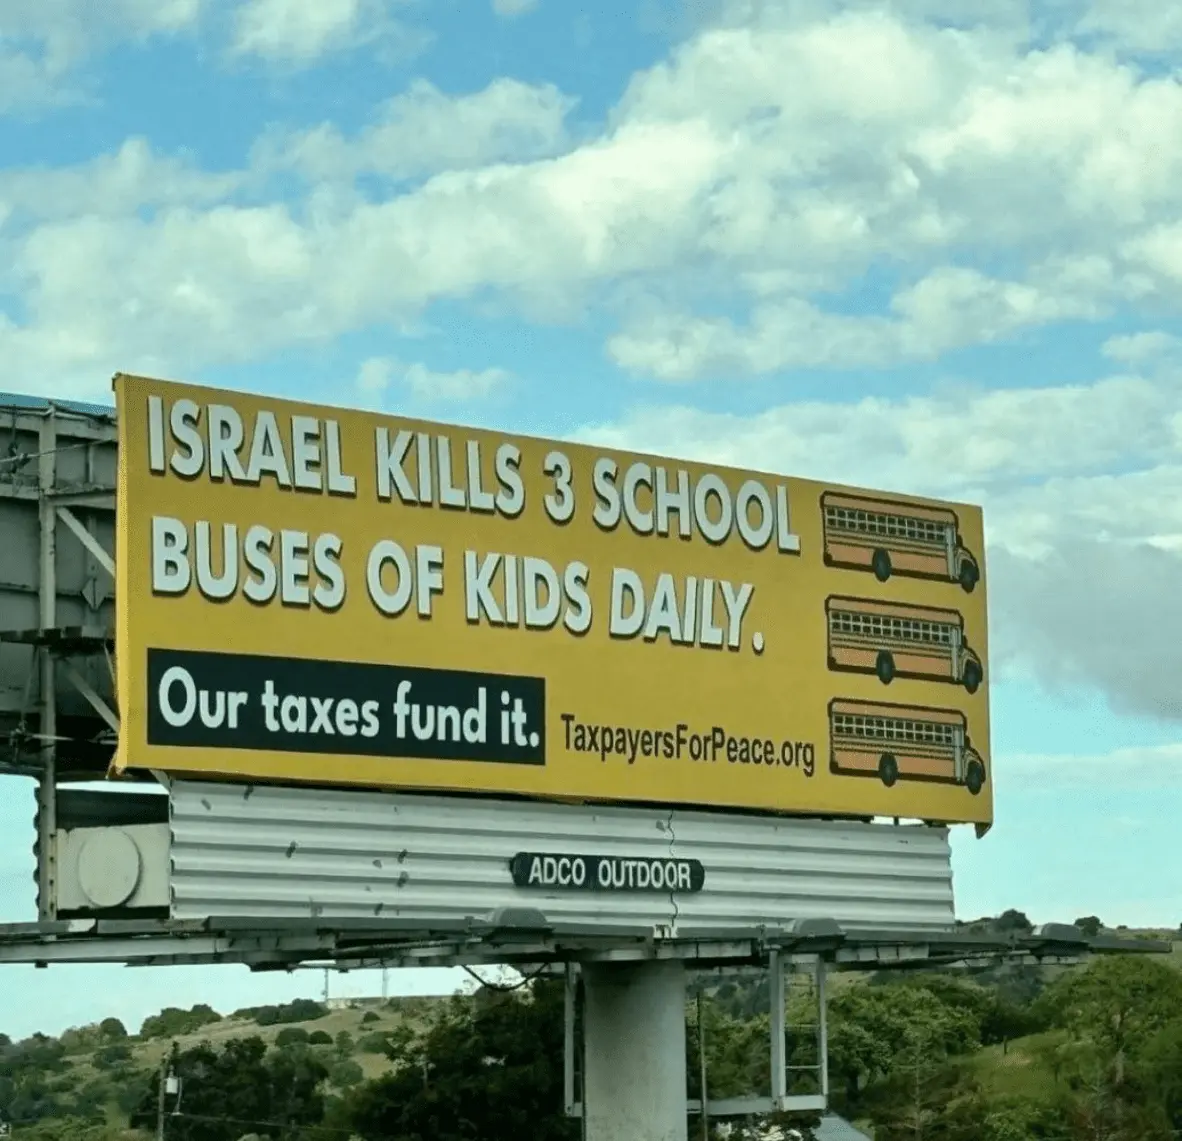 ISRAEL KILLS 3 SCHOOL
BUSES OF KIDS DAILY.
Our taxes fund it.
TaxpayersForPeace.org
ADCO OUTDOOR